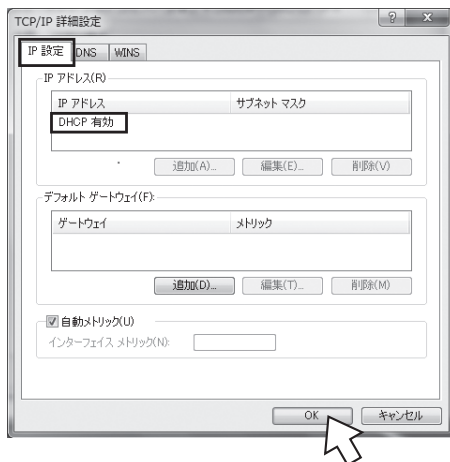 TCP/IP 詳細設定
IP 設定 DNS WINS
IP アドレス(R)
IP アドレス サブネット マスク
DHCP 有効
追加(A)... 編集(E)... 削除(V)
デフォルト ゲートウェイ(F):
ゲートウェイ メトリック
追加(D)... 編集(T)... 削除(M)
自動メトリック(U)
インターフェイス メトリック(N):
OK キャンセル